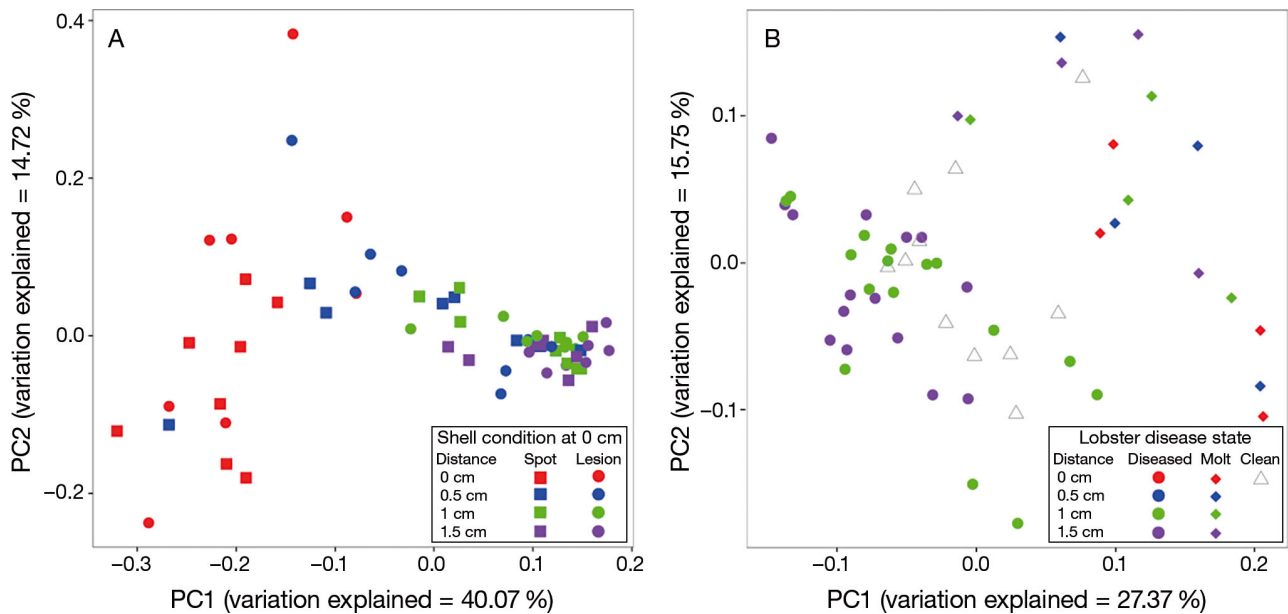 A
PC2 (variation explained = 14.72 %)
0.4
0.2
0.0
−0.2
−0.3 −0.2 −0.1 0.0 0.1 0.2
PC1 (variation explained = 40.07 %)
Shell condition at 0 cm
Distance Spot Lesion
0 cm
0.5 cm
1 cm
1.5 cm
B
PC2 (variation explained = 15.75 %)
0.1
0.0
−0.1
−0.1 0.0 0.1 0.2
PC1 (variation explained = 27.37 %)
Lobster disease state
Distance Diseased Molt Clean
0 cm
0.5 cm
1 cm
1.5 cm